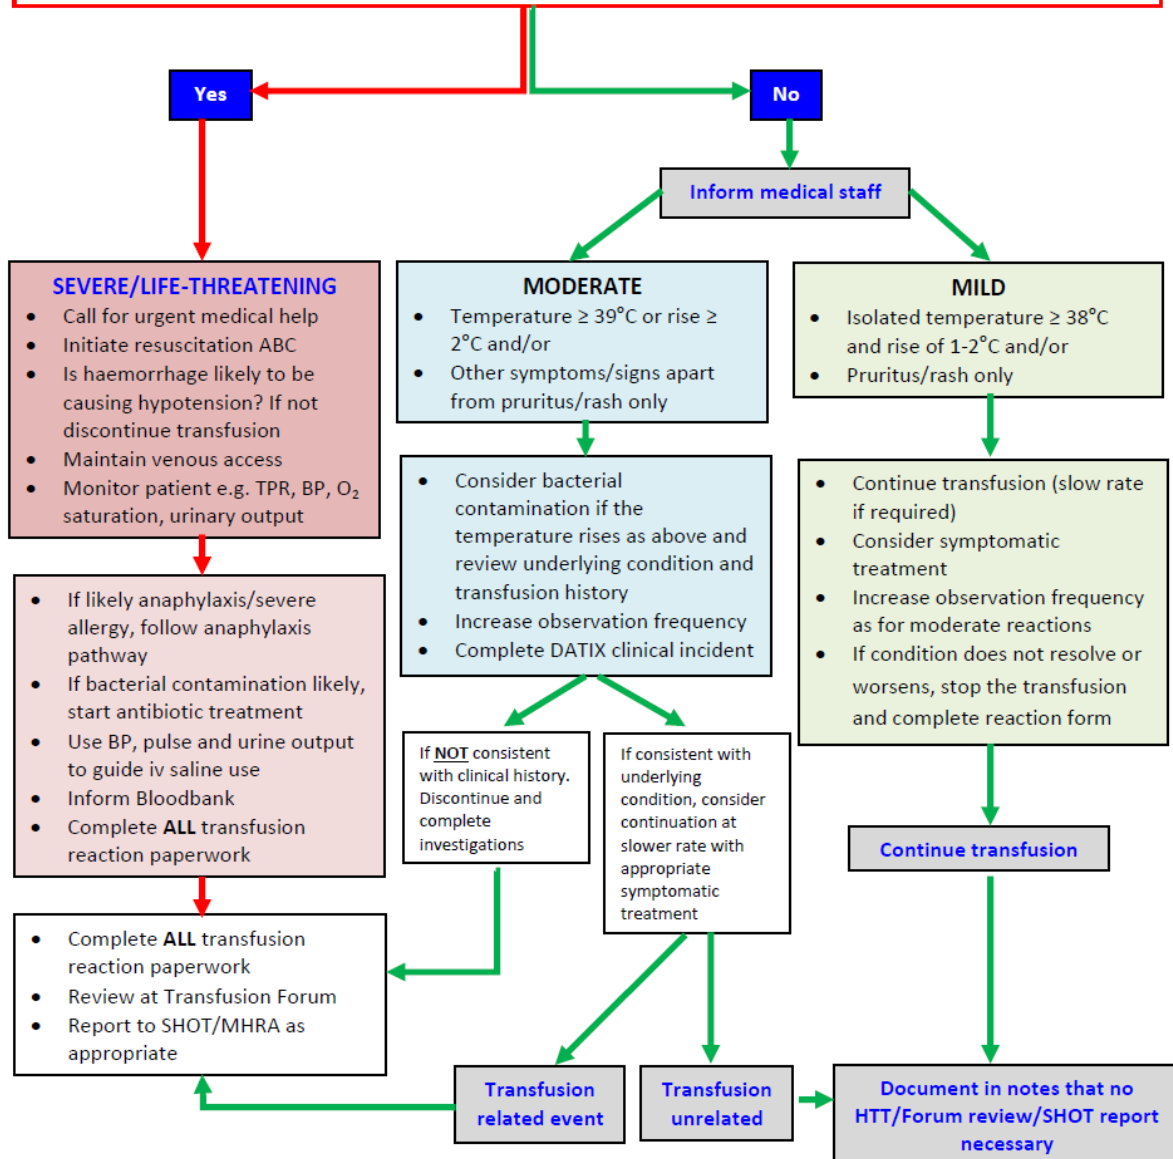 Yes
No
Inform medical staff
SEVERE/LIFE-THREATENING
• Call for urgent medical help
• Initiate resuscitation ABC
• Is haemorrhage likely to be
causing hypotension? If not
discontinue transfusion
• Maintain venous access
• Monitor patient e.g. TPR, BP, O₂
saturation, urinary output
MODERATE
• Temperature ≥ 39°C or rise ≥
2°C and/or
• Other symptoms/signs apart
from pruritus/rash only
MILD
• Isolated temperature ≥ 38°C
and rise of 1-2°C and/or
• Pruritus/rash only
• If likely anaphylaxis/severe
allergy, follow anaphylaxis
pathway
• If bacterial contamination likely,
start antibiotic treatment
• Use BP, pulse and urine output
to guide iv saline use
• Inform Bloodbank
• Complete ALL transfusion
reaction paperwork
• Consider bacterial
contamination if the
temperature rises as above and
review underlying condition and
transfusion history
• Increase observation frequency
• Complete DATIX clinical incident
• Continue transfusion (slow rate
if required)
• Consider symptomatic
treatment
• Increase observation frequency
as for moderate reactions
• If condition does not resolve or
worsens, stop the transfusion
and complete reaction form
If NOT consistent
with clinical history.
Discontinue and
complete
investigations
If consistent with
underlying
condition, consider
continuation at
slower rate with
appropriate
symptomatic
treatment
Continue transfusion
• Complete ALL transfusion
reaction paperwork
• Review at Transfusion Forum
• Report to SHOT/MHRA as
appropriate
Transfusion
related event
Transfusion
unrelated
Document in notes that no
HTT/Forum review/SHOT report
necessary